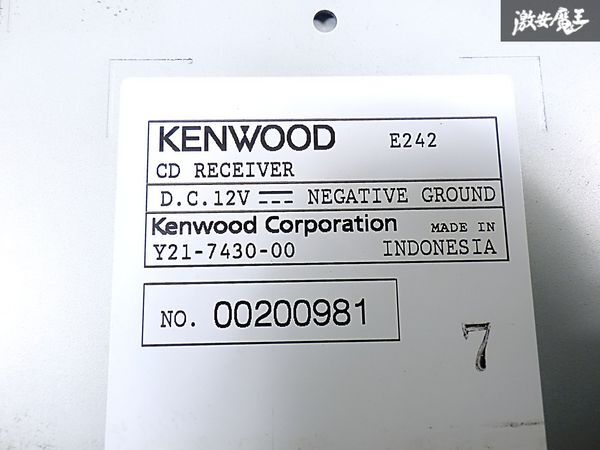 激安魔王
KENWOOD E242
CD RECEIVER
D.C.12V NEGATIVE GROUND
Kenwood Corporation MADE IN
Y21-7430-00 INDONESIA
NO. 00200981
7